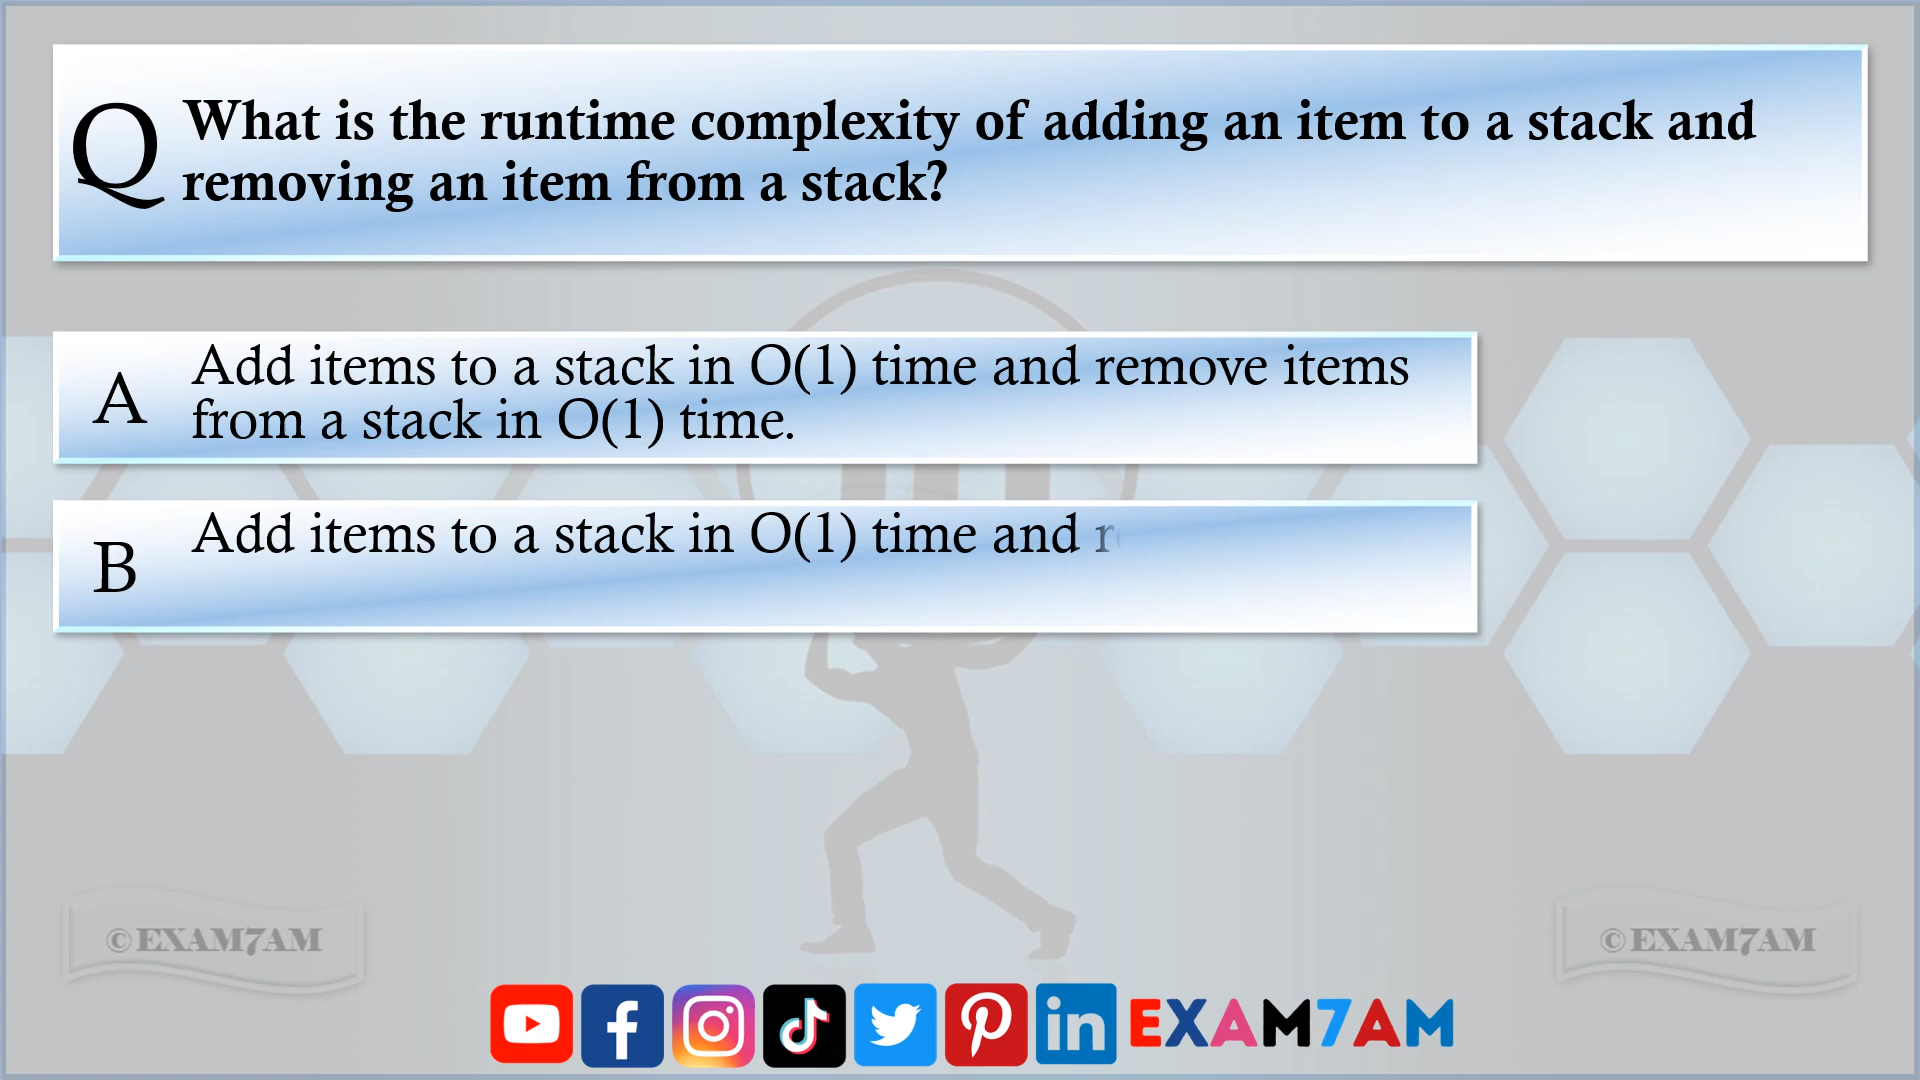 Q
What is the runtime complexity of adding an item to a stack and
removing an item from a stack?
A
Add items to a stack in O(1) time and remove items
from a stack in O(1) time.
B
Add items to a stack in O(1) time and r
©EXAM7AM
©EXAM7AM
EXAM7AM